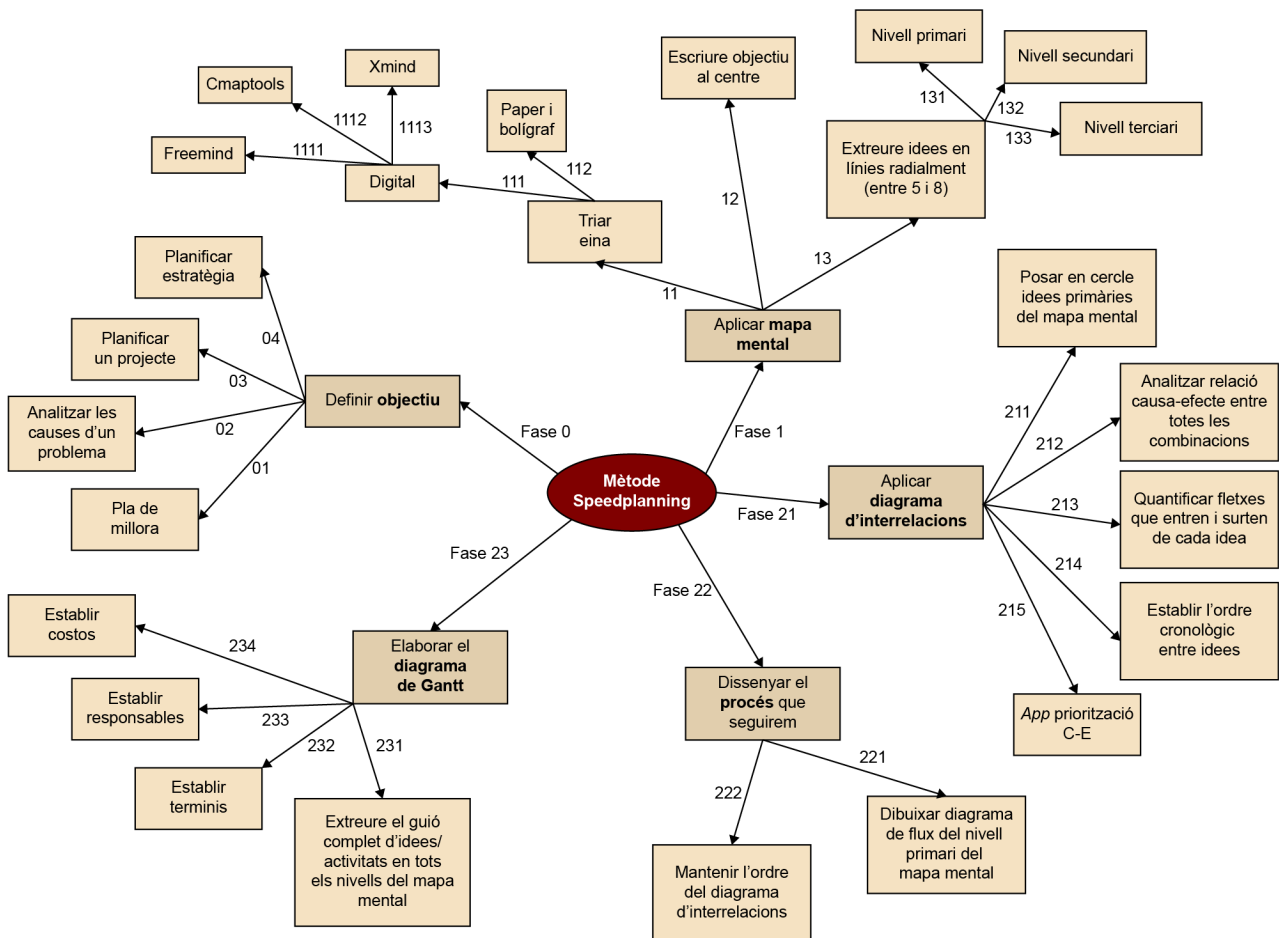 Mètode
Speedplanning
Fase 0
Definir objectiu
01
Pla de
millora
02
Analitzar les
causes d’un
problema
03
Planificar
un projecte
04
Planificar
estratègia
Fase 1
Aplicar mapa
mental
11
Triar
eina
111
Digital
1111
Freemind
1112
Cmaptools
1113
Xmind
112
Paper i
bolígraf
12
Escriure objectiu
al centre
13
Extreure idees en
línies radialment
(entre 5 i 8)
131
Nivell primari
132
Nivell secundari
133
Nivell terciari
Fase 21
Aplicar
diagrama
d’interrelacions
211
Posar en cercle
idees primàries
del mapa mental
212
Analitzar relació
causa-efecte entre
totes les
combinacions
213
Quantificar fletxes
que entren i surten
de cada idea
214
Establir l’ordre
cronològic
entre idees
215
App priorització
C-E
Fase 22
Dissenyar el
procés que
seguirem
221
Dibuixar diagrama
de flux del nivell
primari del
mapa mental
222
Mantenir l’ordre
del diagrama
d’interrelacions
Fase 23
Elaborar el
diagrama
de Gantt
231
Extreure el guió
complet d’idees/
activitats en tots
els nivells del mapa
mental
232
Establir
terminis
233
Establir
responsables
234
Establir
costos